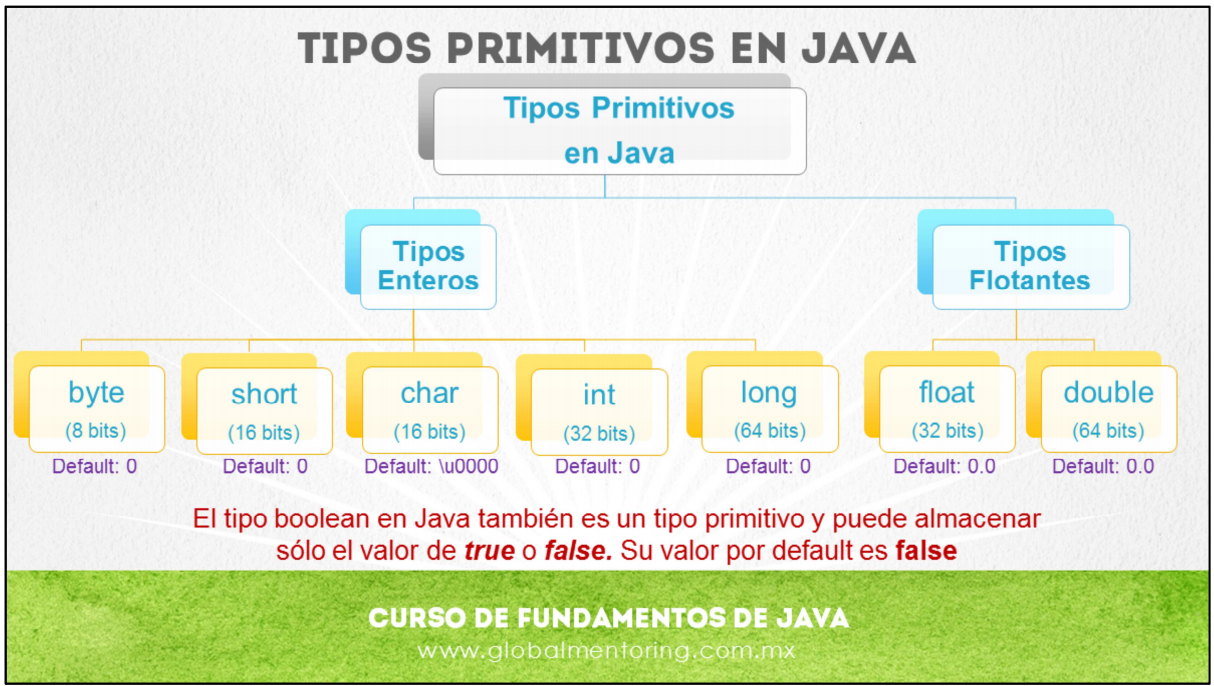 TIPOS PRIMITIVOS EN JAVA
Tipos Primitivos
en Java
Tipos
Enteros
Tipos
Flotantes
byte
(8 bits)
Default: 0
short
(16 bits)
Default: 0
char
(16 bits)
Default: \u0000
int
(32 bits)
Default: 0
long
(64 bits)
Default: 0
float
(32 bits)
Default: 0.0
double
(64 bits)
Default: 0.0
El tipo boolean en Java también es un tipo primitivo y puede almacenar
sólo el valor de true o false. Su valor por default es false
CURSO DE FUNDAMENTOS DE JAVA
www.globalmentoring.com.mx